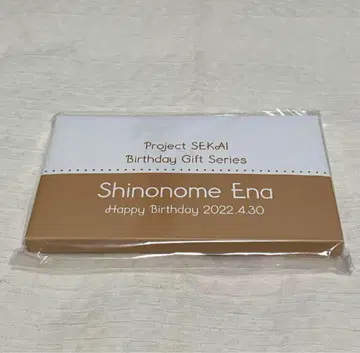 Project SEKAI
Birthday Gift Series
Shinonome Ena
Happy Birthday 2022.4.30